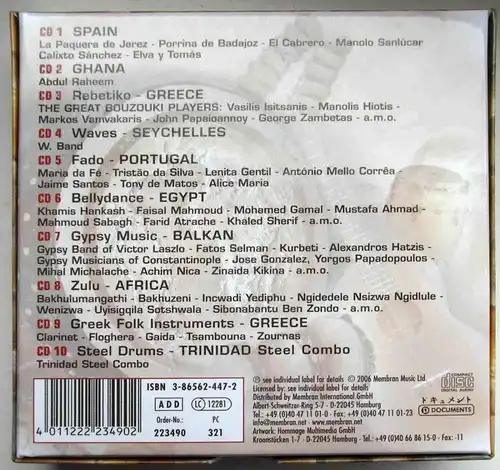 CD 1 SPAIN
La Paquera de Jerez - Porrina de Badajoz - El Cabrero - Manolo Sanlúcar
Calixto Sánchez - Elva y Tomás
CD 2 GHANA
Abdul Raheem
CD 3 Rebetiko - GREECE
THE GREAT BOUZOUKI PLAYERS: Vasilis Isitsanis - Manolis Hiotis -
Markos Vamvakaris - John Papaioannoy - George Zambetas - a.m.o.
CD 4 Waves - SEYCHELLES
W. Band
CD 5 Fado - PORTUGAL
Maria da Fé - Tristão da Silva - Lenita Gentil - António Mello Corrêa -
Jaime Santos - Tony de Matos - Alice Maria
CD 6 Bellydance - EGYPT
Khamis Hankash - Faisal Mahmoud - Mohamed Gamal - Mustafa Ahmad -
Mahmoud Sabagh - Farid Atrache - Khaled Sherif - a.m.o.
CD 7 Gypsy Music - BALKAN
Gypsy Band of Victor Laszlo - Fatos Selman - Kurbeti - Alexandros Hatzis -
Gypsy Musicians of Constantinople - Jose Gonzalez, Yorgos Papadopoulos -
Mihal Michalache - Achim Nica - Zinaida Kikina - a.m.o.
CD 8 Zulu - AFRICA
Bakhulumangathi - Bakhuzeni - Incwadi Yediphu - Ngidedele Nsizwa Ngidlule -
Wenizwa - Uyisigqila Sotshwala - Sibonabantu Ben Zondo - a.m.o.
CD 9 Greek Folk Instruments - GREECE
Clarinet - Floghera - Gaida - Tsambouna - Zournas
CD 10 Steel Drums - TRINIDAD Steel Combo
Trinidad Steel Combo
ISBN 3-86562-447-2
ADD LC 12281
Order-No.: PC
223490 321
4 011222 234902
℗ see individual label for details © 2006 Membran Music Ltd.
© see individual label for details
Distributed by Membran International GmbH
Albert-Schweitzer-Ring 5/7 - D-22045 Hamburg
Tel.: +49 (0)40 47 11 01-0 - Fax: +49 (0)40 47 11 01-23
info@membran.net - www.membran.net
Artwork: Hommage Multimedia GmbH
Kroonstücken 1-7 - D-22045 Hamburg - Tel.: +49 (0)40 66 86 15-0 - Fax: -11
COMPACT
disc
DIGITAL AUDIO
ドキュメント
DOCUMENTS